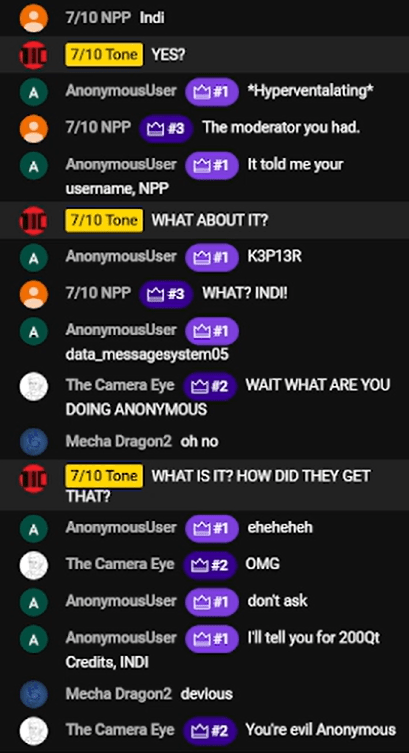 7/10 NPP Indi
7/10 Tone YES?
A AnonymousUser #1 *Hyperventalating*
7/10 NPP #3 The moderator you had.
A AnonymousUser #1 It told me your
username, NPP
7/10 Tone WHAT ABOUT IT?
A AnonymousUser #1 K3P13R
7/10 NPP #3 WHAT? INDI!
A AnonymousUser #1
data_messagesystem05
The Camera Eye #2 WAIT WHAT ARE YOU
DOING ANONYMOUS
Mecha Dragon2 oh no
7/10 Tone WHAT IS IT? HOW DID THEY GET
THAT?
A AnonymousUser #1 eheheheh
The Camera Eye #2 OMG
A AnonymousUser #1 don't ask
A AnonymousUser #1 I'll tell you for 200Qt
Credits, INDI
Mecha Dragon2 devious
The Camera Eye #2 You're evil Anonymous